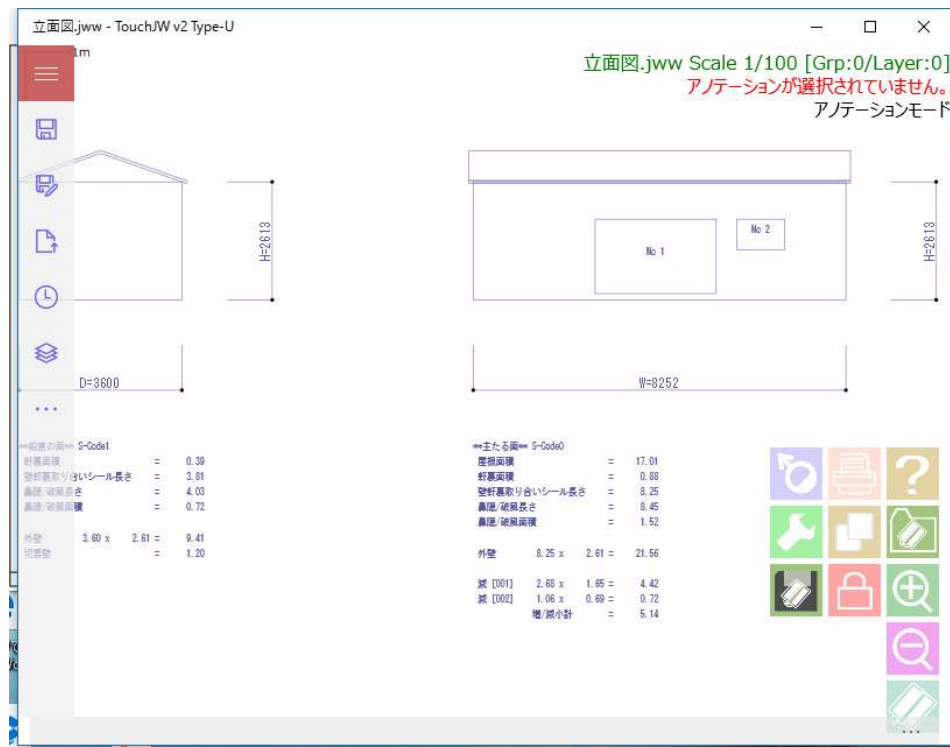 立面図.jww - TouchJW v2 Type-U
1m
立面図.jww Scale 1/100 [Grp:0/Layer:0]
アノテーションが選択されていません。
アノテーションモード
H=2613
No 1
No 2
H=2613
D=3600
W=8252
S-Code1
軒裏面積 = 0.39
壁軒裏取り合いシール長さ = 3.81
鼻隠/破風長さ = 4.03
鼻隠/破風面積 = 0.72
外壁 3.60 x 2.61 = 9.41
切妻壁 = 1.20
**主たる面** S-Code0
屋根面積 = 17.01
軒裏面積 = 0.88
壁軒裏取り合いシール長さ = 8.25
鼻隠/破風長さ = 8.45
鼻隠/破風面積 = 1.52
外壁 8.25 x 2.61 = 21.56
減 [001] 2.68 x 1.65 = 4.42
減 [002] 1.06 x 0.69 = 0.72
増/減小計 = 5.14